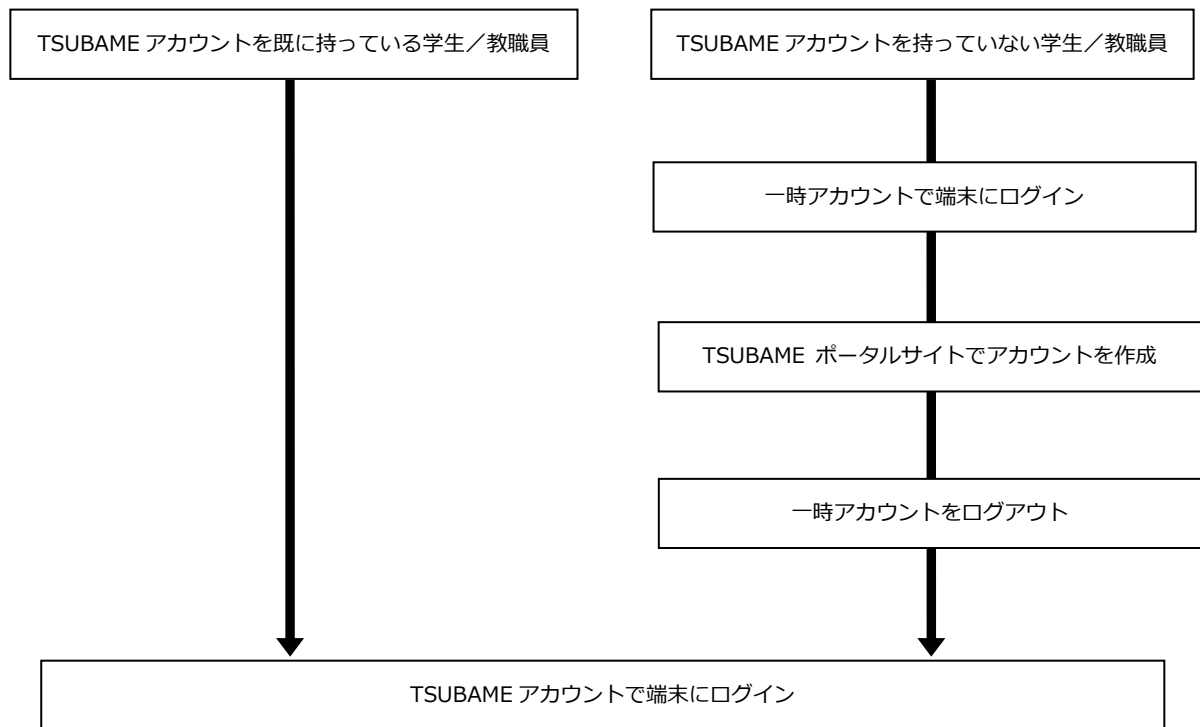 TSUBAME アカウントを既に持っている学生／教職員
TSUBAME アカウントを持っていない学生／教職員
一時アカウントで端末にログイン
TSUBAME ポータルサイトでアカウントを作成
一時アカウントをログアウト
TSUBAME アカウントで端末にログイン